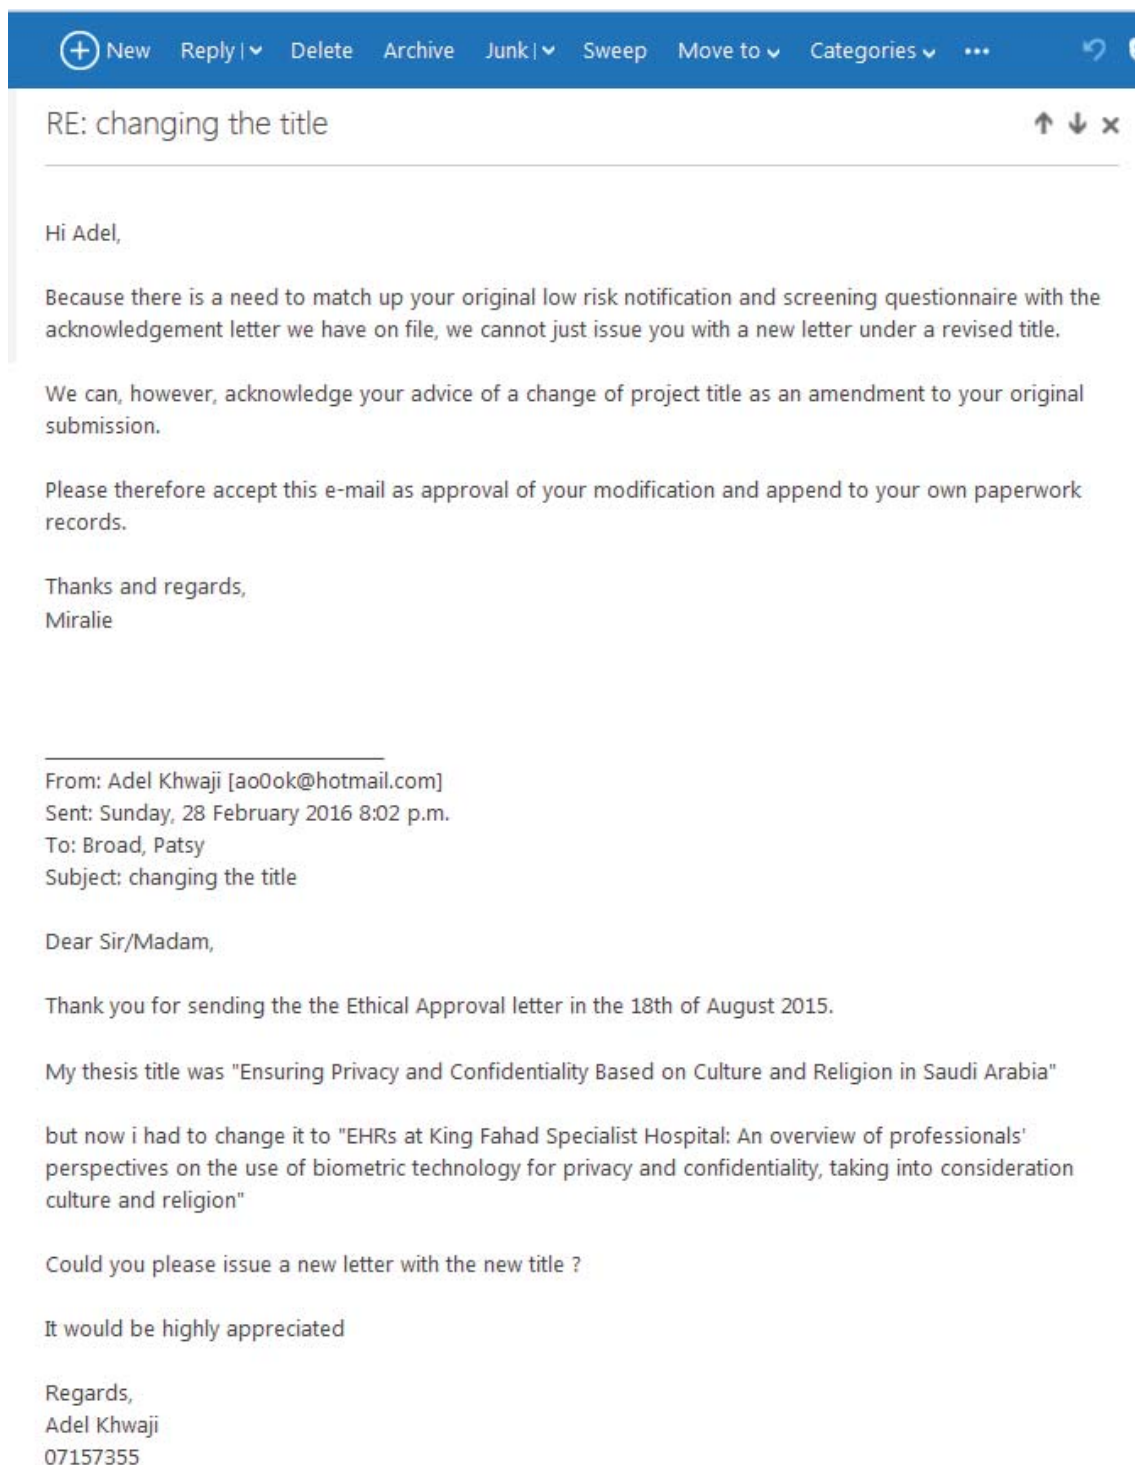 New Reply | Delete Archive Junk | Sweep Move to Categories ...
RE: changing the title
Hi Adel,
Because there is a need to match up your original low risk notification and screening questionnaire with the
acknowledgement letter we have on file, we cannot just issue you with a new letter under a revised title.
We can, however, acknowledge your advice of a change of project title as an amendment to your original
submission.
Please therefore accept this e-mail as approval of your modification and append to your own paperwork
records.
Thanks and regards,
Miralie
From: Adel Khwaji [ao0ok@hotmail.com]
Sent: Sunday, 28 February 2016 8:02 p.m.
To: Broad, Patsy
Subject: changing the title
Dear Sir/Madam,
Thank you for sending the the Ethical Approval letter in the 18th of August 2015.
My thesis title was "Ensuring Privacy and Confidentiality Based on Culture and Religion in Saudi Arabia"
but now i had to change it to "EHRs at King Fahad Specialist Hospital: An overview of professionals'
perspectives on the use of biometric technology for privacy and confidentiality, taking into consideration
culture and religion"
Could you please issue a new letter with the new title ?
It would be highly appreciated
Regards,
Adel Khwaji
07157355